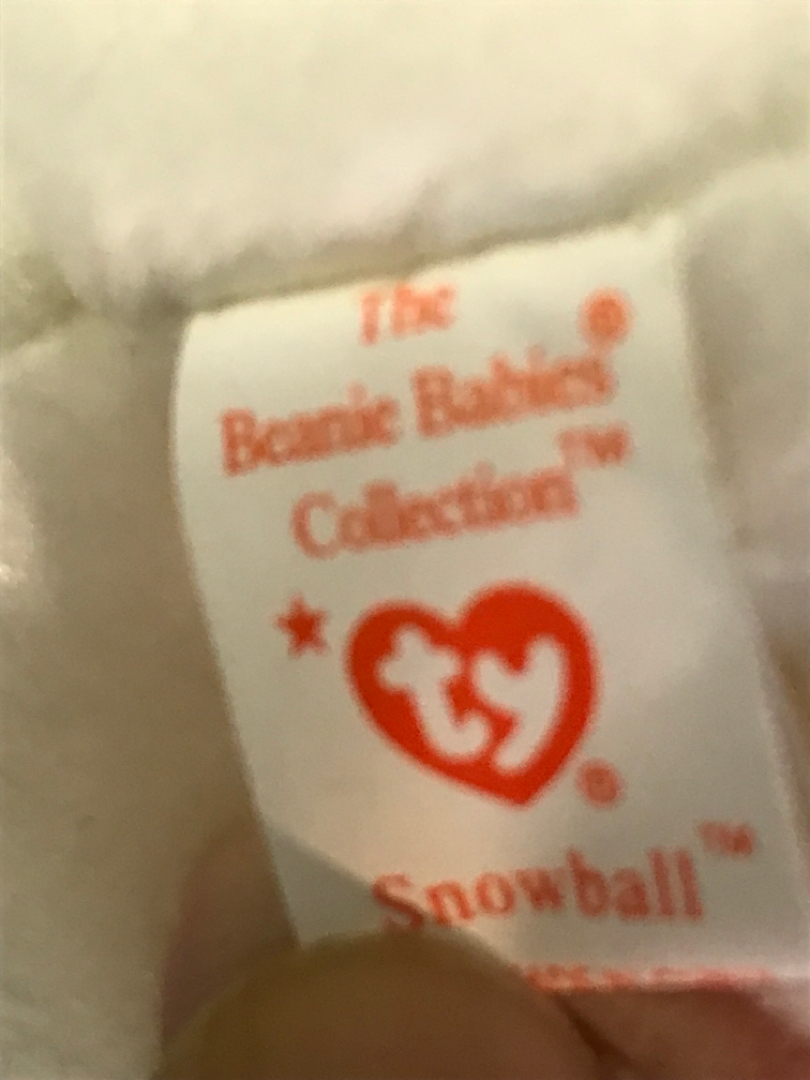 The
Beanie Babies®
Collection™
★ ty®
Snowball™